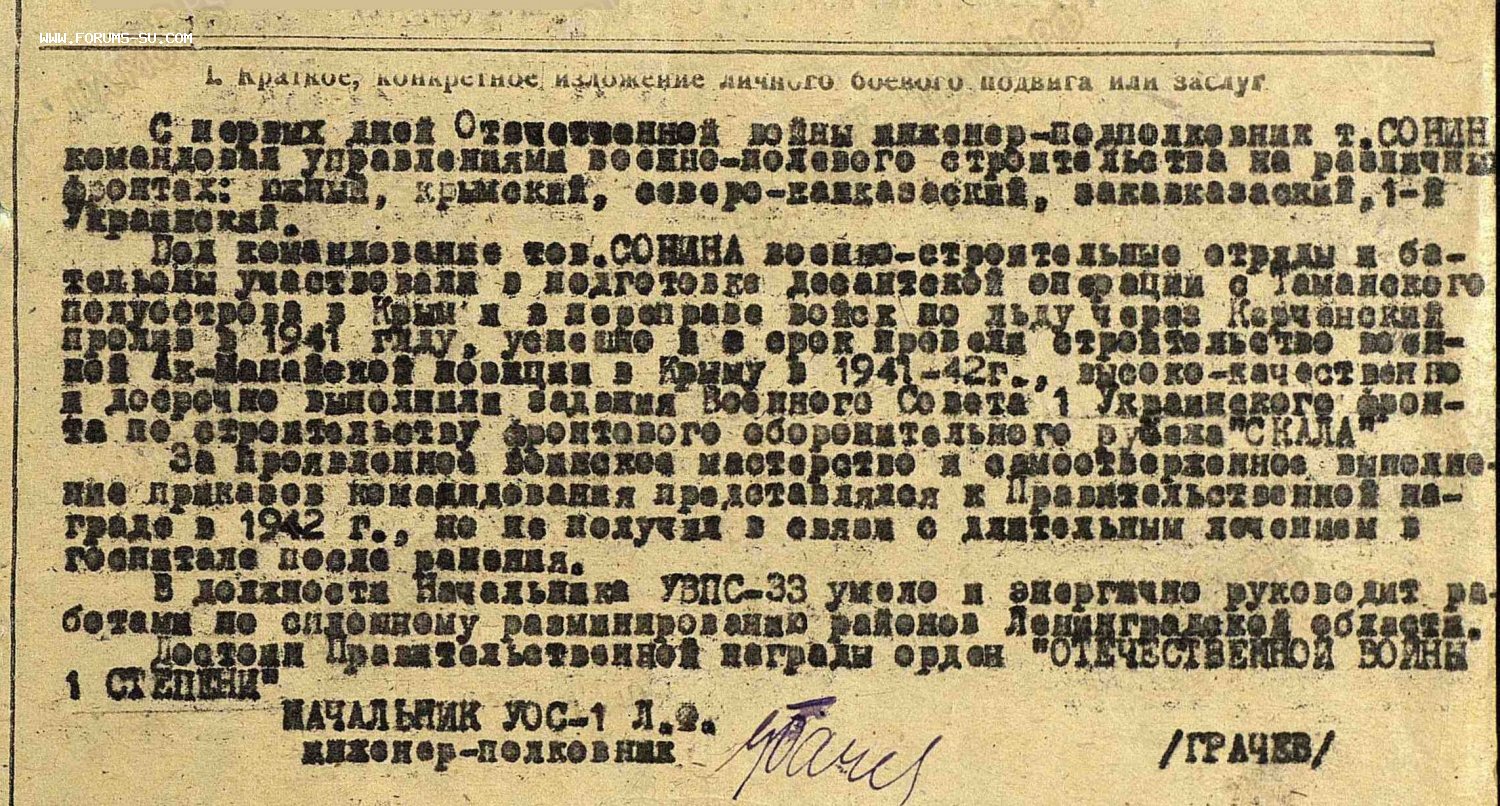 WWW.FORUMS-SU.COM
1. Краткое, конкретное изложение личного боевого подвига или заслуг
С первых дней Отечественной войны инженер-подполковник т.СОНИН
командовал управлениями военно-полевого строительства на различных
фронтах: южный, крымский, северо-кавказский, закавказский, 1-й
Украинский.
Под командование тов.СОНИНА военно-строительные отряды и ба-
тальоны участвовали в подготовке десантской операции с Таманского
полуострова в Крым и в переправе войск по льду через Керченский
пролив в 1941 году, успешно и в срок провели строительство воен-
ной Ак-Манайской позиции в Крыму в 1941-42г., высоко-качественно
и досрочно выполнили задания Военного Совета 1 Украинского фрон-
та по строительству фронтового оборонительного рубежа "СКАЛА"
За проявленное воинское мастерство и самоотверженное выполне-
ние приказов командования представлялся к Правительственной на-
граде в 1942 г., но не получил в связи с длительным лечением в
госпитале после ранения.
В должности Начальника УВПС-33 умело и энергично руководит ра-
ботами по сплошному разминированию районов Ленинградской области.
Достоин Правительственной награды орден "ОТЕЧЕСТВЕННОЙ ВОЙНЫ
1 СТЕПЕНИ"
НАЧАЛЬНИК УОС-1 Л.Ф.
инженер-полковник
/ГРАЧЕВ/